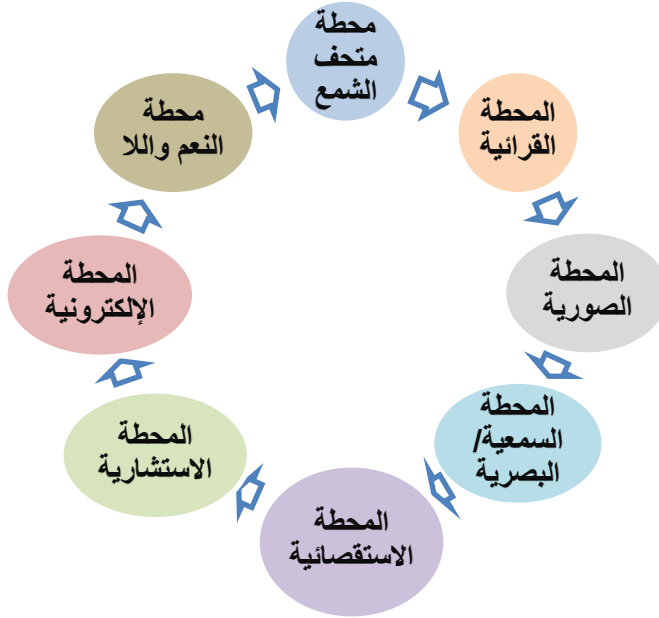 محطة
متحف
الشمع
المحطة
القرائية
المحطة
الصورية
المحطة
السمعية/
البصرية
المحطة
الاستقصائية
المحطة
الاستشارية
المحطة
الإلكترونية
محطة
النعم واللا